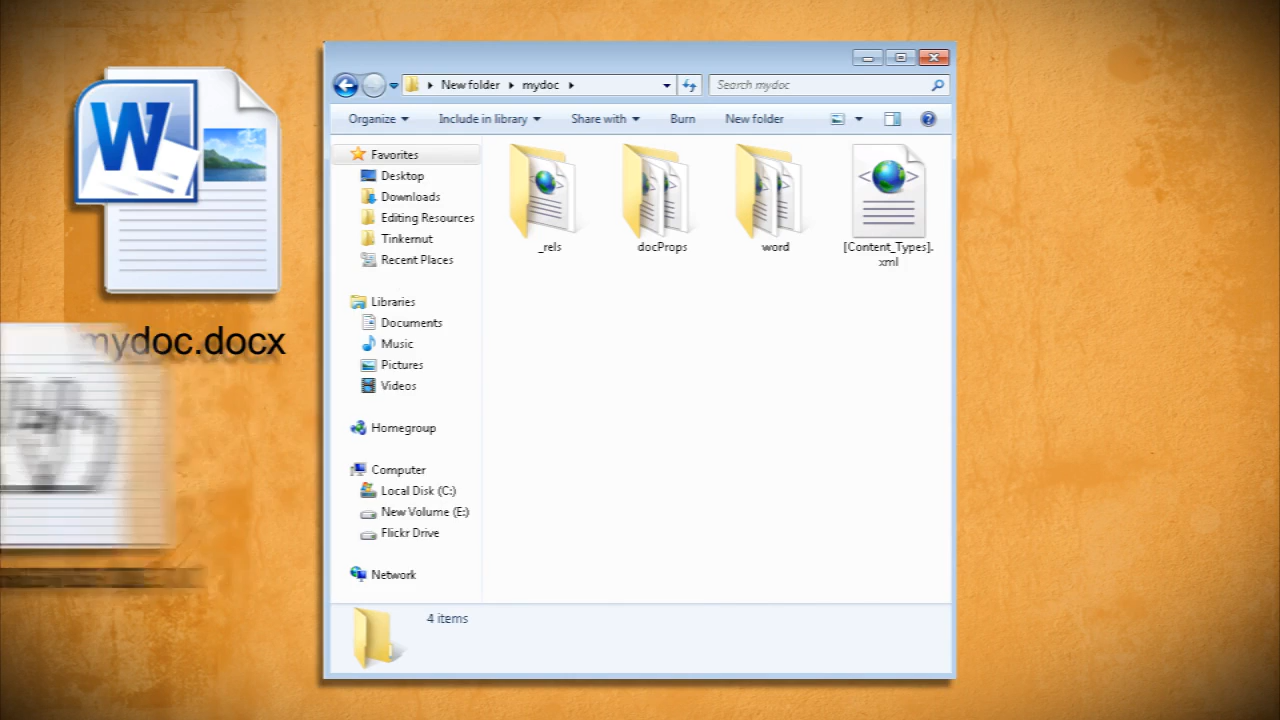 W
mydoc.docx
New folder
mydoc
Search mydoc
Organize
Include in library
Share with
Burn
New folder
Favorites
Desktop
Downloads
Editing Resources
Tinkernut
Recent Places
Libraries
Documents
Music
Pictures
Videos
Homegroup
Computer
Local Disk (C:)
New Volume (E:)
Flickr Drive
Network
_rels
docProps
word
[Content_Types].
xml
4 items